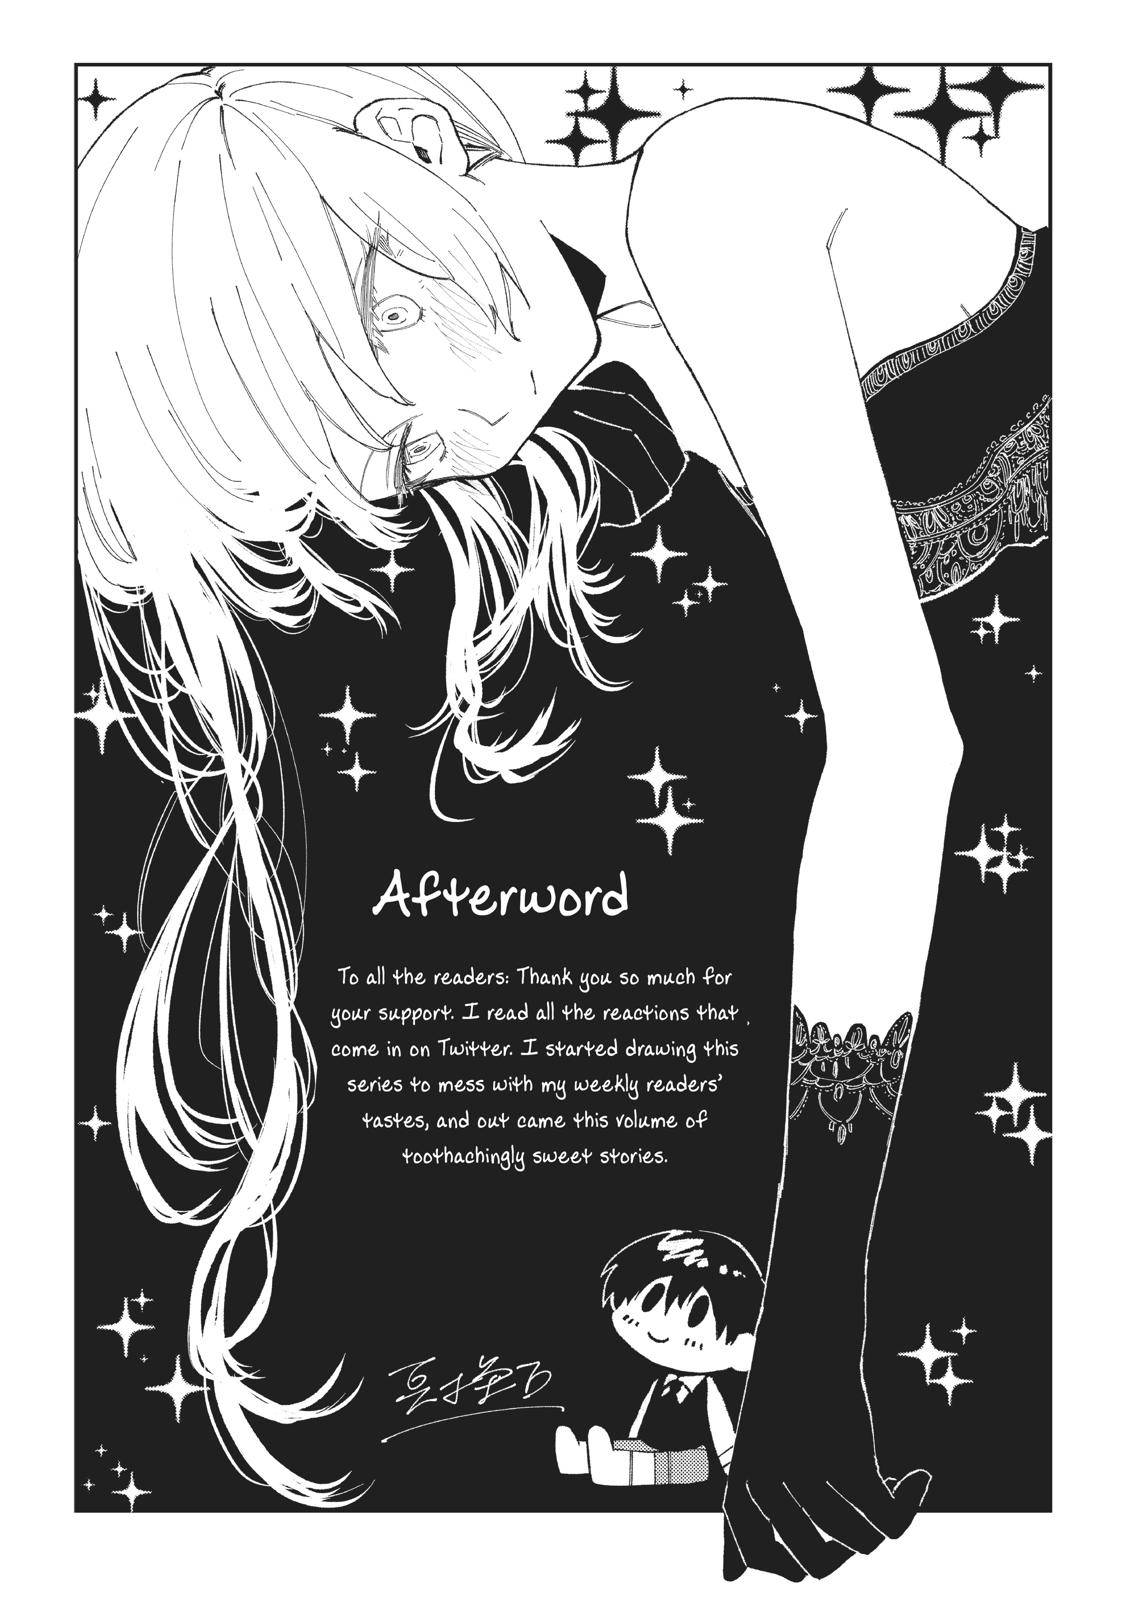 Afterword
To all the readers: Thank you so much for
your support. I read all the reactions that
come in on Twitter. I started drawing this
series to mess with my weekly readers'
tastes, and out came this volume of
toothachingly sweet stories.